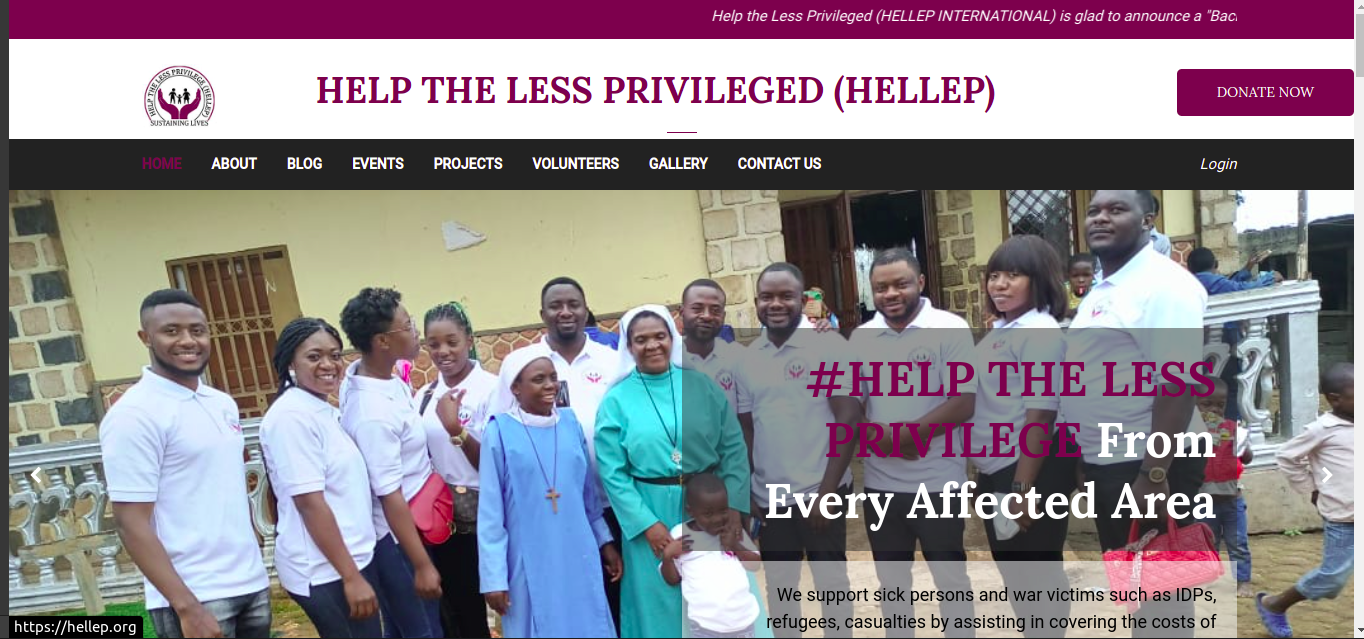 Help the Less Privileged (HELLEP INTERNATIONAL) is glad to announce a "Bac
HELP THE LESS PRIVILEGE (HELLEP)
SUSTAINING LIVES
HELP THE LESS PRIVILEGED (HELLEP)
DONATE NOW
HOME ABOUT BLOG EVENTS PROJECTS VOLUNTEERS GALLERY CONTACT US Login
#HELP THE LESS
PRIVILEGE From
Every Affected Area
We support sick persons and war victims such as IDPs,
refugees, casualties by assisting in covering the costs of
https://hellep.org